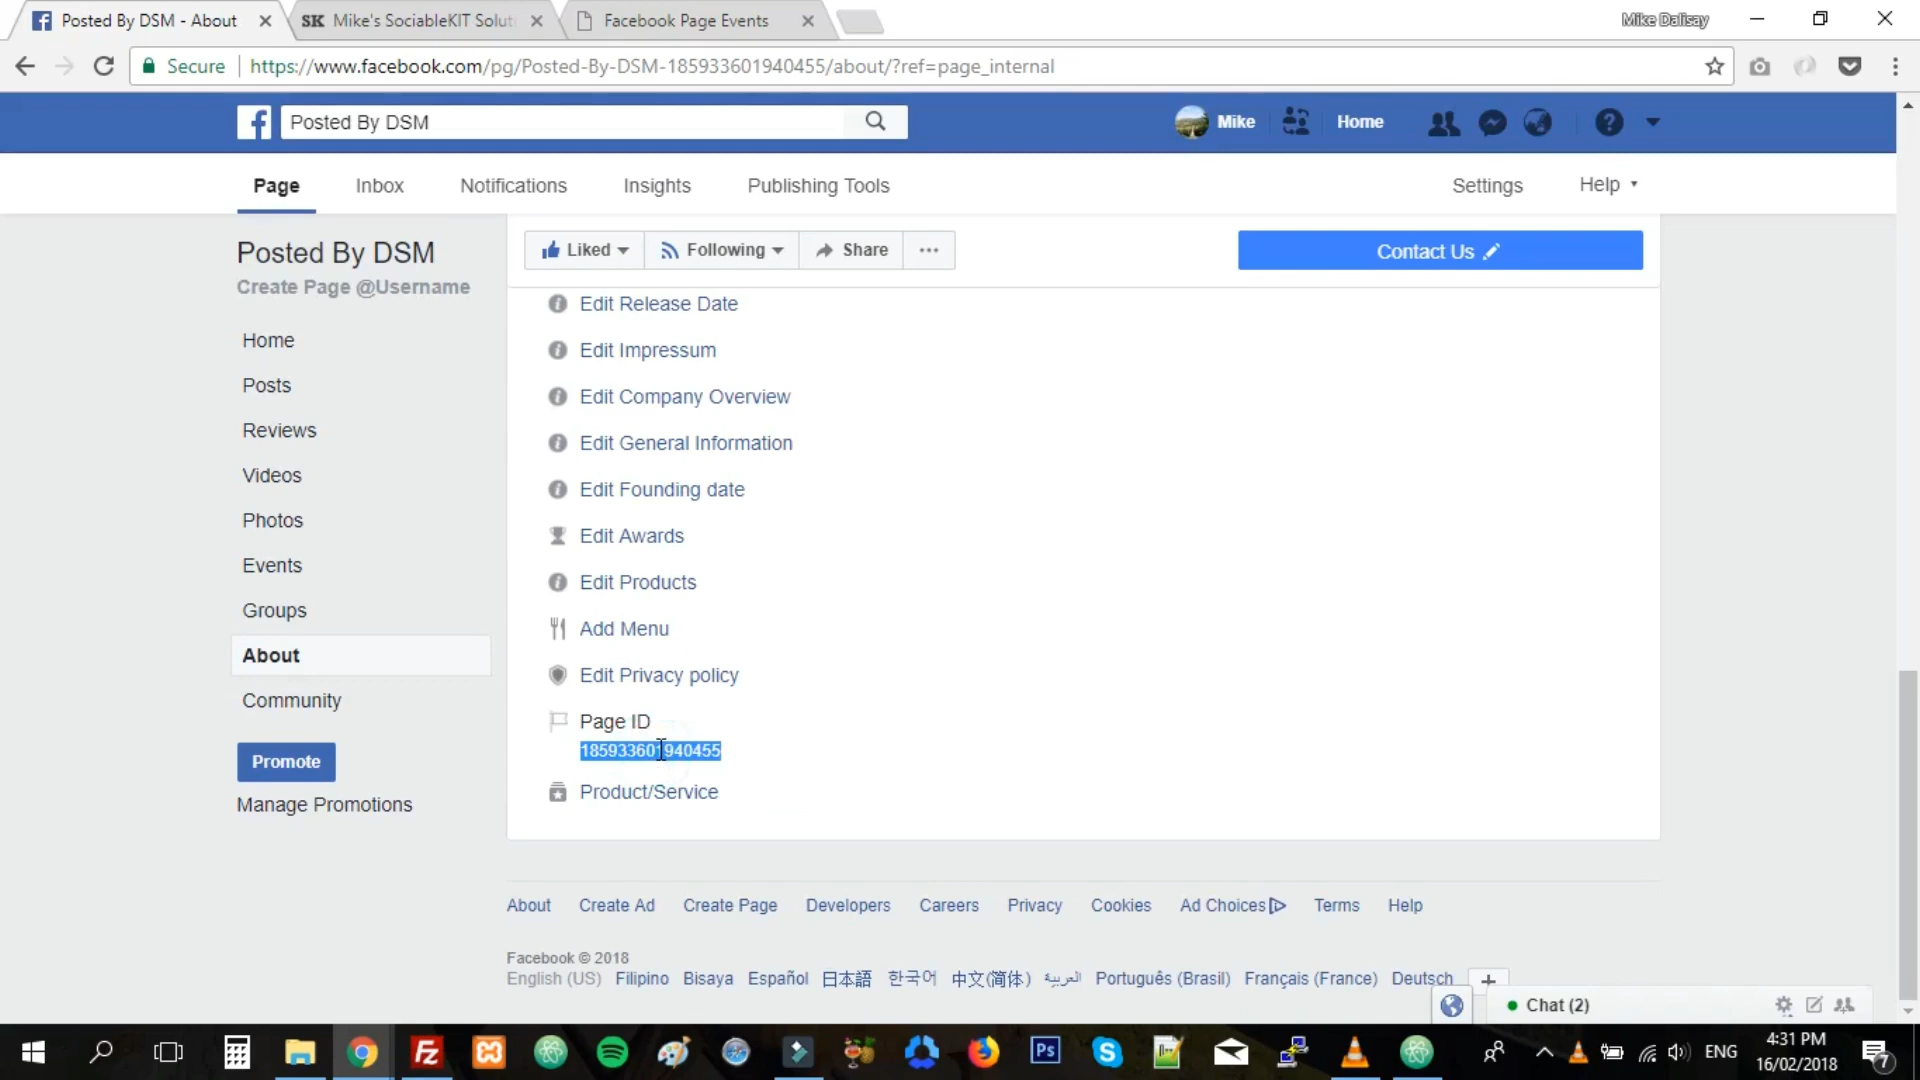 Posted By DSM - About
SK Mike's SociableKIT Solut
Facebook Page Events
Mike Dalisay
Secure
https://www.facebook.com/pg/Posted-By-DSM-185933601940455/about/?ref=page_internal
Posted By DSM
Mike
Home
Page
Inbox
Notifications
Insights
Publishing Tools
Settings
Help
Posted By DSM
Create Page @Username
Home
Posts
Reviews
Videos
Photos
Events
Groups
About
Community
Promote
Manage Promotions
Liked
Following
Share
Contact Us
Edit Release Date
Edit Impressum
Edit Company Overview
Edit General Information
Edit Founding date
Edit Awards
Edit Products
Add Menu
Edit Privacy policy
Page ID
185933601940455
Product/Service
About Create Ad Create Page Developers Careers Privacy Cookies Ad Choices Terms Help
Facebook © 2018
English (US) Filipino Bisaya Español 日本語 한국어 中文(简体) العربية Português (Brasil) Français (France) Deutsch
Chat (2)
Fz
Ps
ENG
4:31 PM
16/02/2018
7